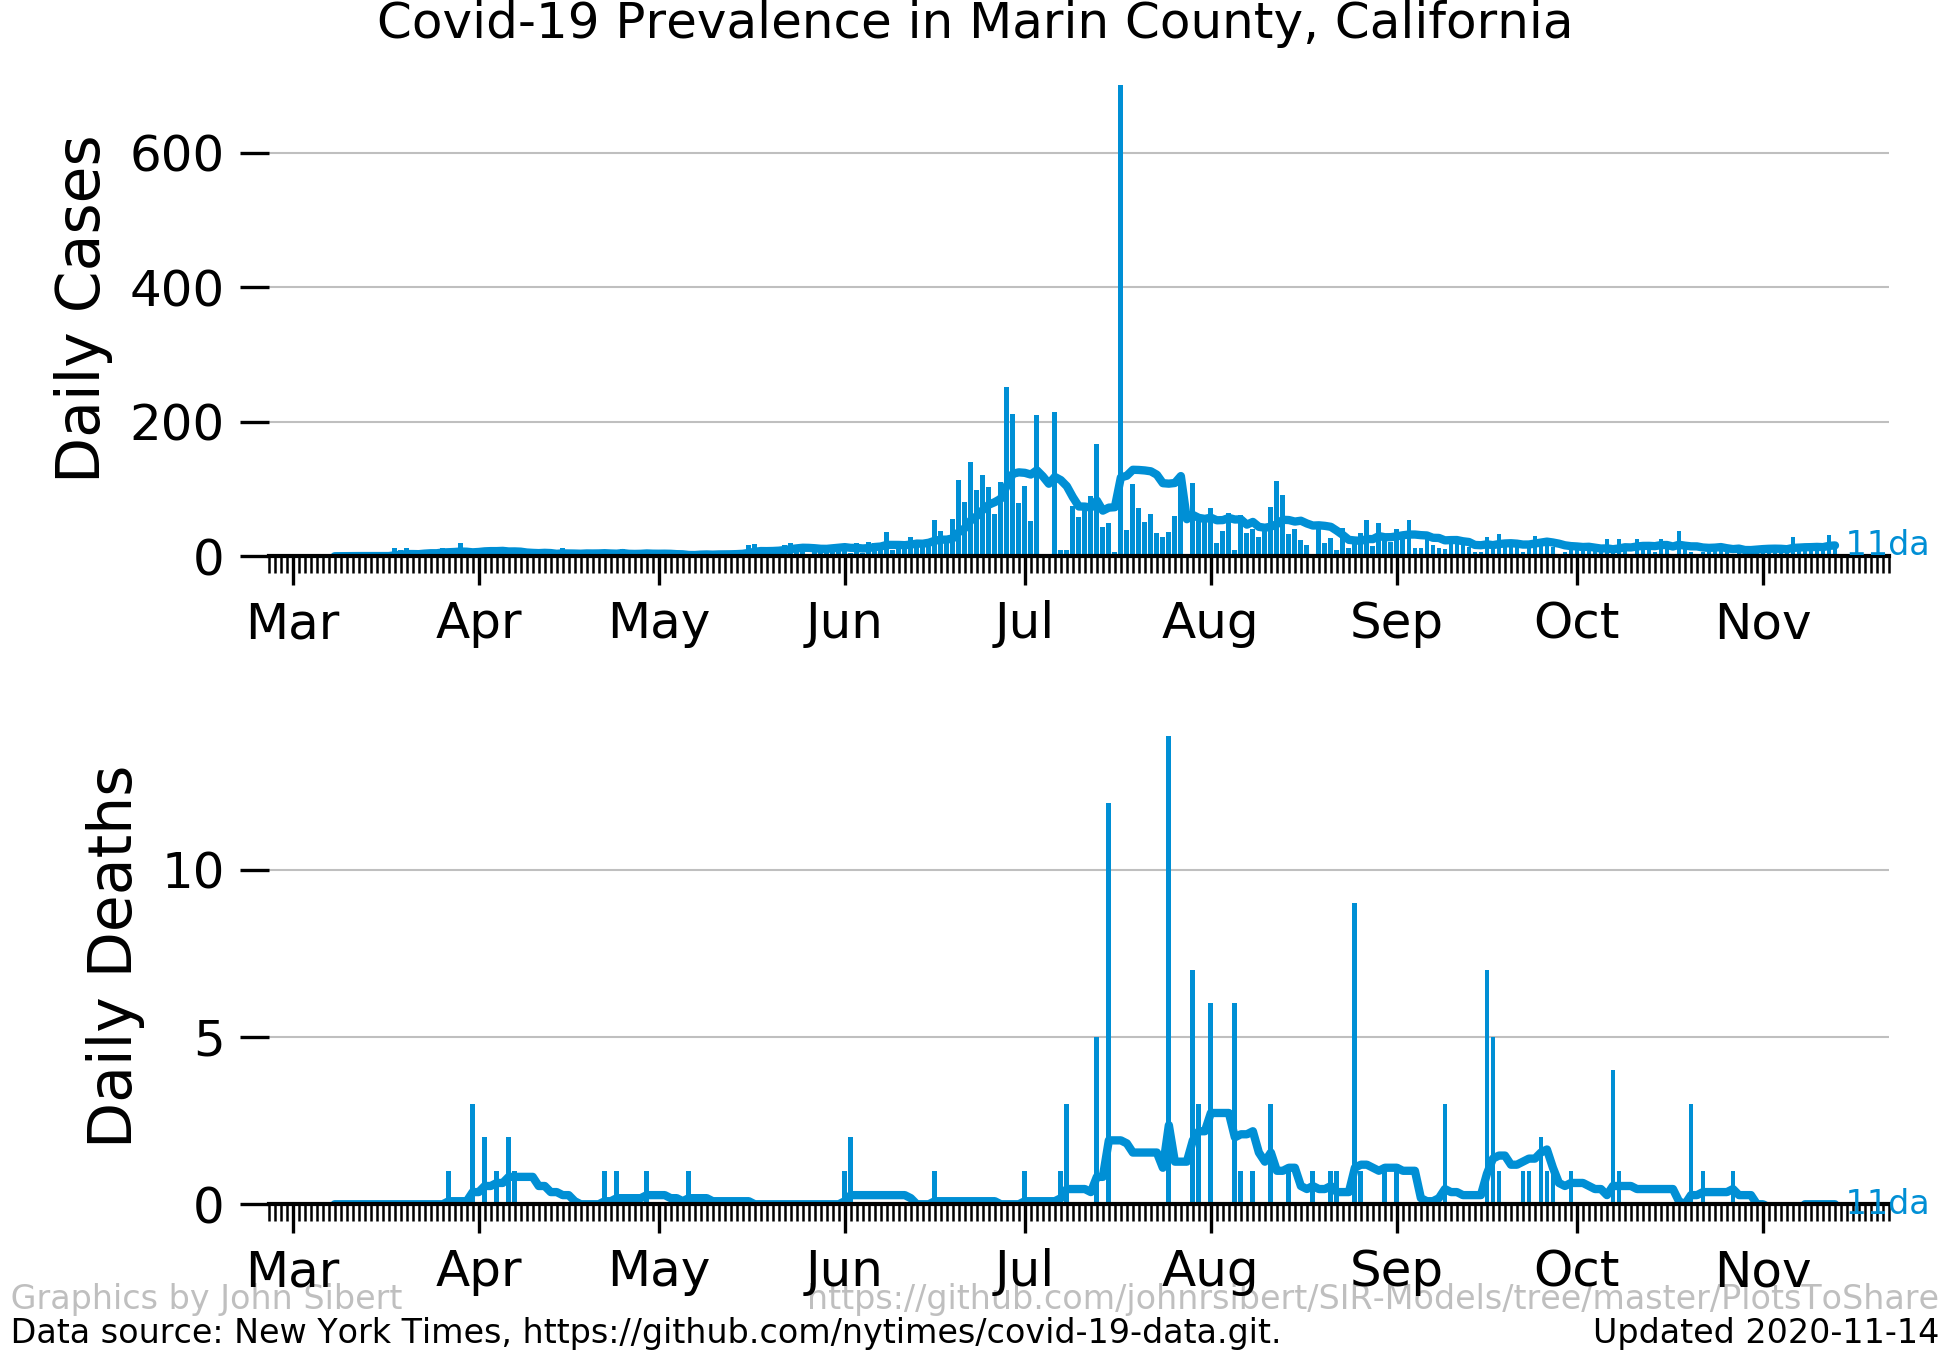 Covid-19 Prevalence in Marin County, California
Daily Cases
600
400
200
0
11da
Mar Apr May Jun Jul Aug Sep Oct Nov
Daily Deaths
10
5
0
11da
Mar Apr May Jun Jul Aug Sep Oct Nov
Graphics by John Sibert https://github.com/johnrsibert/SIR-Models/tree/master/PlotsToShare
Data source: New York Times, https://github.com/nytimes/covid-19-data.git. Updated 2020-11-14